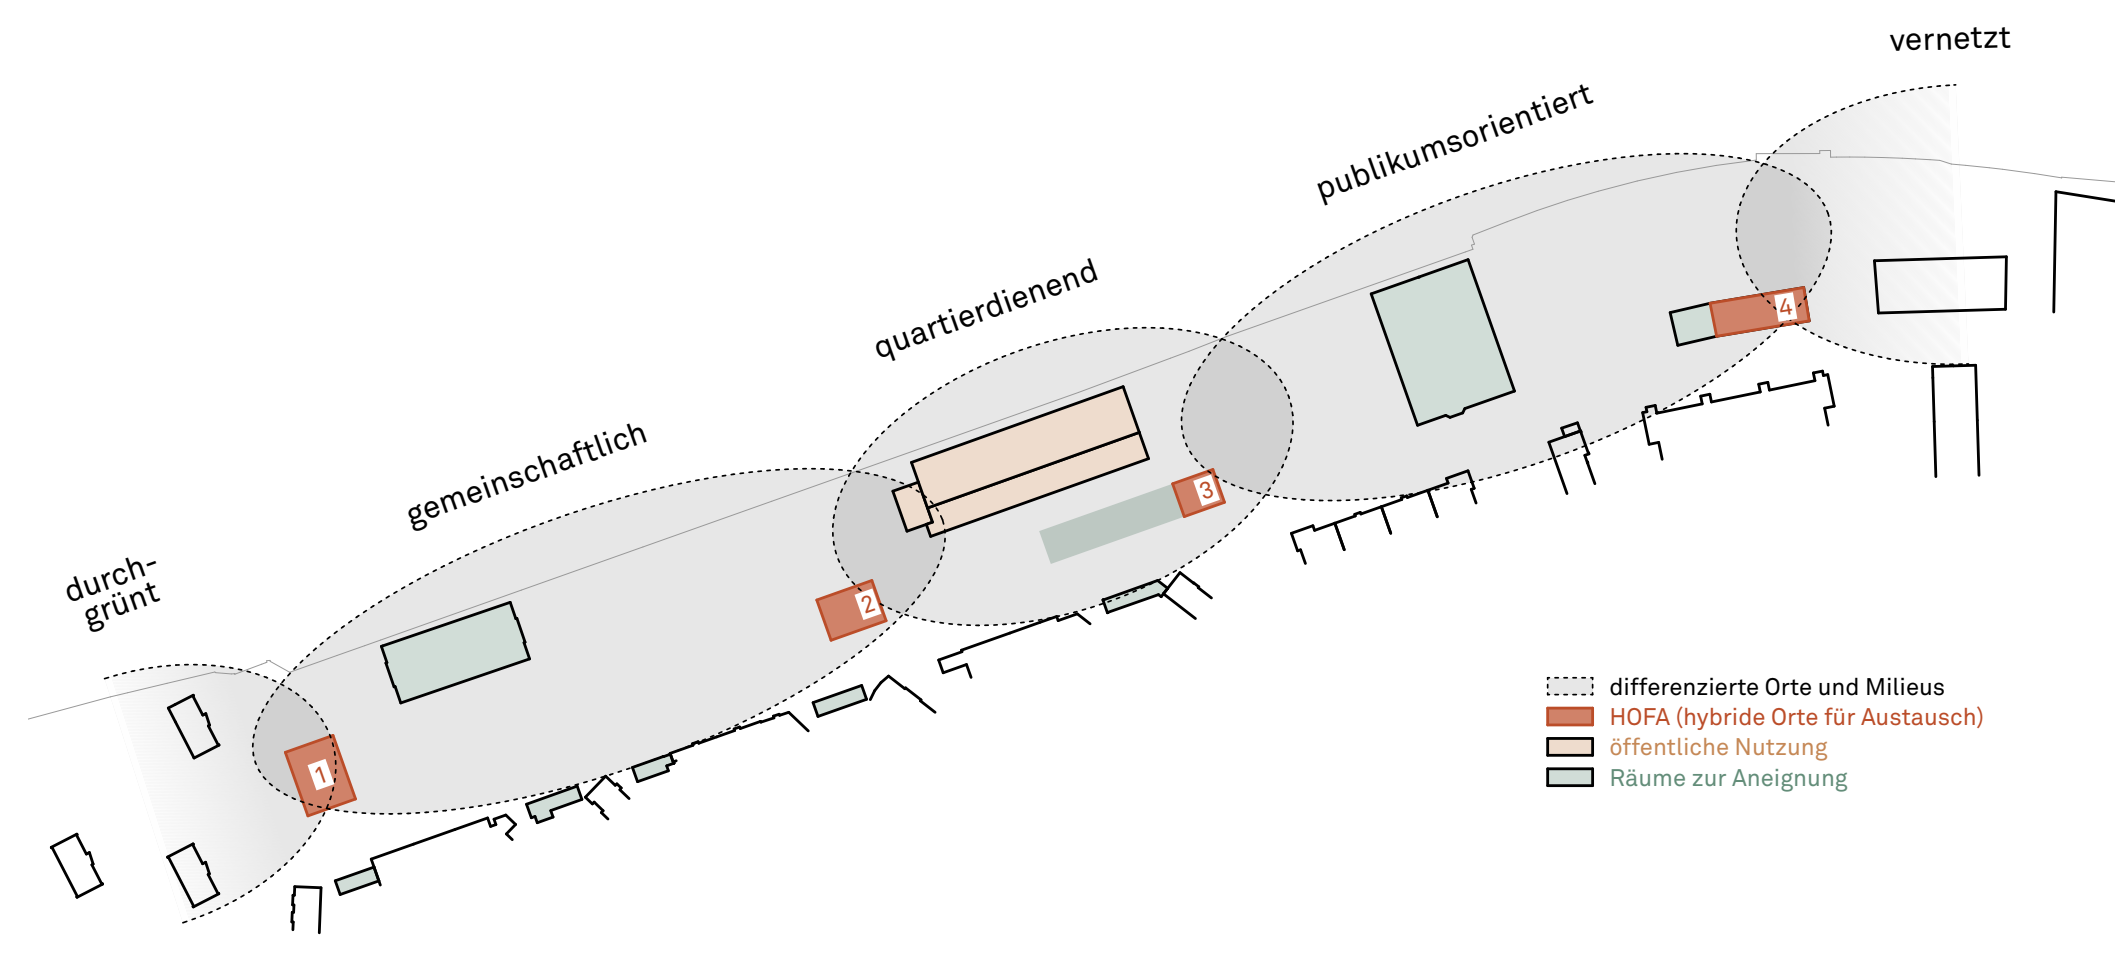 vernetzt
publikumsorientiert
quartierdienend
gemeinschaftlich
durch-
grünt
1
2
3
4
differenzierte Orte und Milieus
HOFA (hybride Orte für Austausch)
öffentliche Nutzung
Räume zur Aneignung